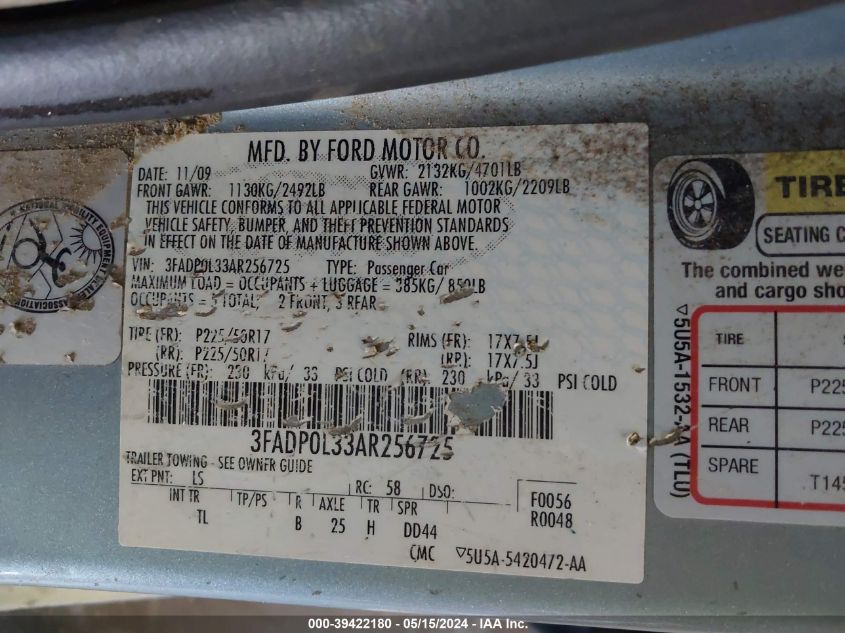 MFD. BY FORD MOTOR CO.
DATE: 11/09 GVWR: 2132KG/4701LB
FRONT GAWR: 1130KG/2492LB REAR GAWR: 1002KG/2209LB
THIS VEHICLE CONFORMS TO ALL APPLICABLE FEDERAL MOTOR
VEHICLE SAFETY, BUMPER, AND THEFT PREVENTION STANDARDS
IN EFFECT ON THE DATE OF MANUFACTURE SHOWN ABOVE.
VIN: 3FADP0L33AR256725 TYPE: Passenger Car
MAXIMUM LOAD = OCCUPANTS + LUGGAGE = 385KG/ 850LB
OCCUPANTS = 5 TOTAL, 2 FRONT, 3 REAR
TIRE (FR): P225/50R17 RIMS (FR): 17X7.5J
(RR): P225/50R17 (RR): 17X7.5J
PRESSURE (FR): 230 kPa/ 33 PSI COLD (RR) 230 kPa/ 33 PSI COLD
3FADP0L33AR256725
TRAILER TOWING - SEE OWNER GUIDE
EXT PNT: LS RC: 58 DSO: F0056
INT TR TP/PS R AXLE TR SPR R0048
TL B 25 H DD44
CMC ▽5U5A-5420472-AA
NATIONAL MOBILITY EQUIPMENT DEALERS
ASSOCIATION
TIRE
SEATING C
The combined we
and cargo sho
TIRE
FRONT P225
REAR P225
SPARE T145
▽5U5A-1532-AA (TLU)
000-39422180 - 05/15/2024 - IAA Inc.